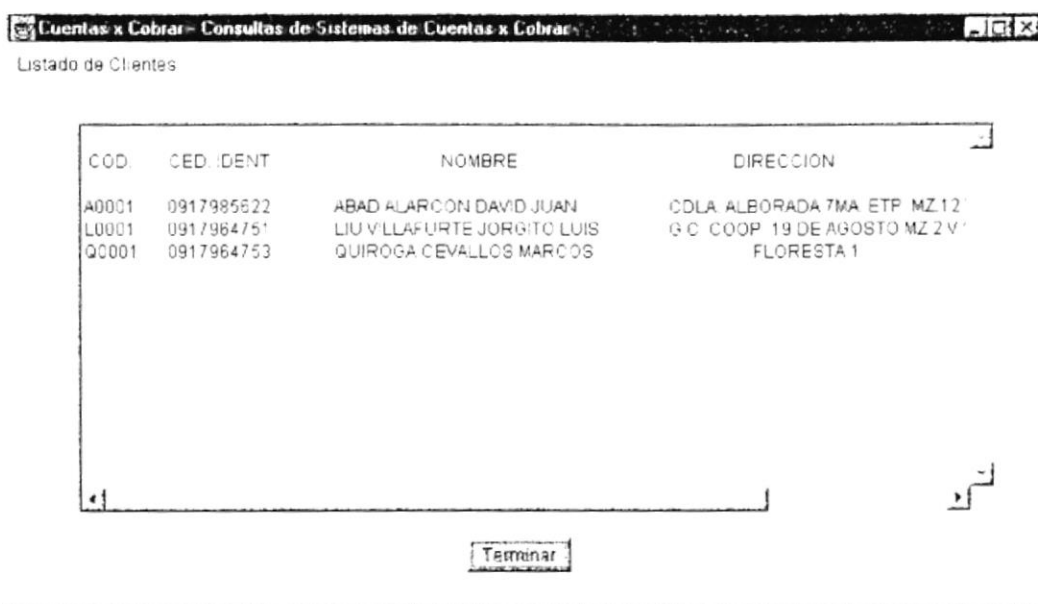 Cuentas x Cobrar - Consultas de Sistemas de Cuentas x Cobrar
Listado de Clientes
COD. CED. IDENT NOMBRE DIRECCION
A0001 0917985622 ABAD ALARCON DAVID JUAN CDLA. ALBORADA 7MA. ETP. MZ.12
L0001 0917964751 LIU VILLAFURTE JORGITO LUIS G.C. COOP. 19 DE AGOSTO MZ.2 V.
Q0001 0917964753 QUIROGA CEVALLOS MARCOS FLORESTA 1
Terminar